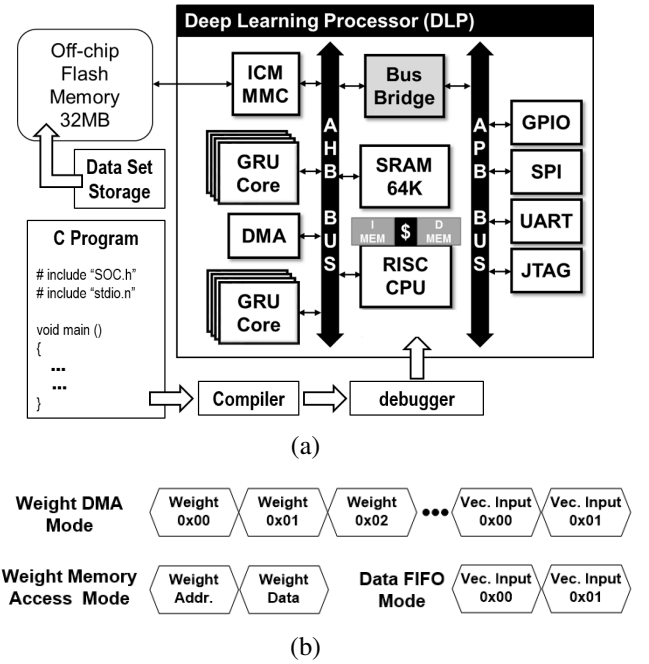 Deep Learning Processor (DLP)
Off-chip
Flash
Memory
32MB
Data Set
Storage
ICM
MMC
Bus
Bridge
GRU
Core
SRAM
64K
DMA
I
MEM
$
D
MEM
RISC
CPU
GRU
Core
AHB BUS
APB BUS
GPIO
SPI
UART
JTAG
C Program
# include “SOC.h”
# include “stdio.n”
void main ()
{
...
...
}
Compiler
debugger
(a)
Weight DMA
Mode
Weight
0x00
Weight
0x01
Weight
0x02
•••
Vec. Input
0x00
Vec. Input
0x01
Weight Memory
Access Mode
Weight
Addr.
Weight
Data
Data FIFO
Mode
Vec. Input
0x00
Vec. Input
0x01
(b)